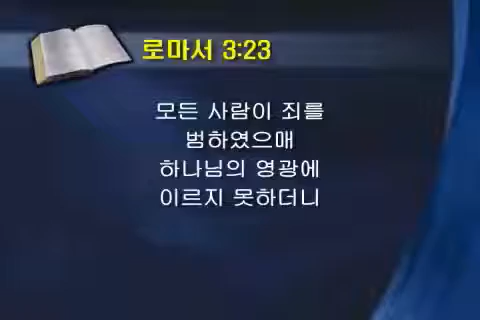 로마서 3:23
모든 사람이 죄를
범하였으매
하나님의 영광에
이르지 못하더니